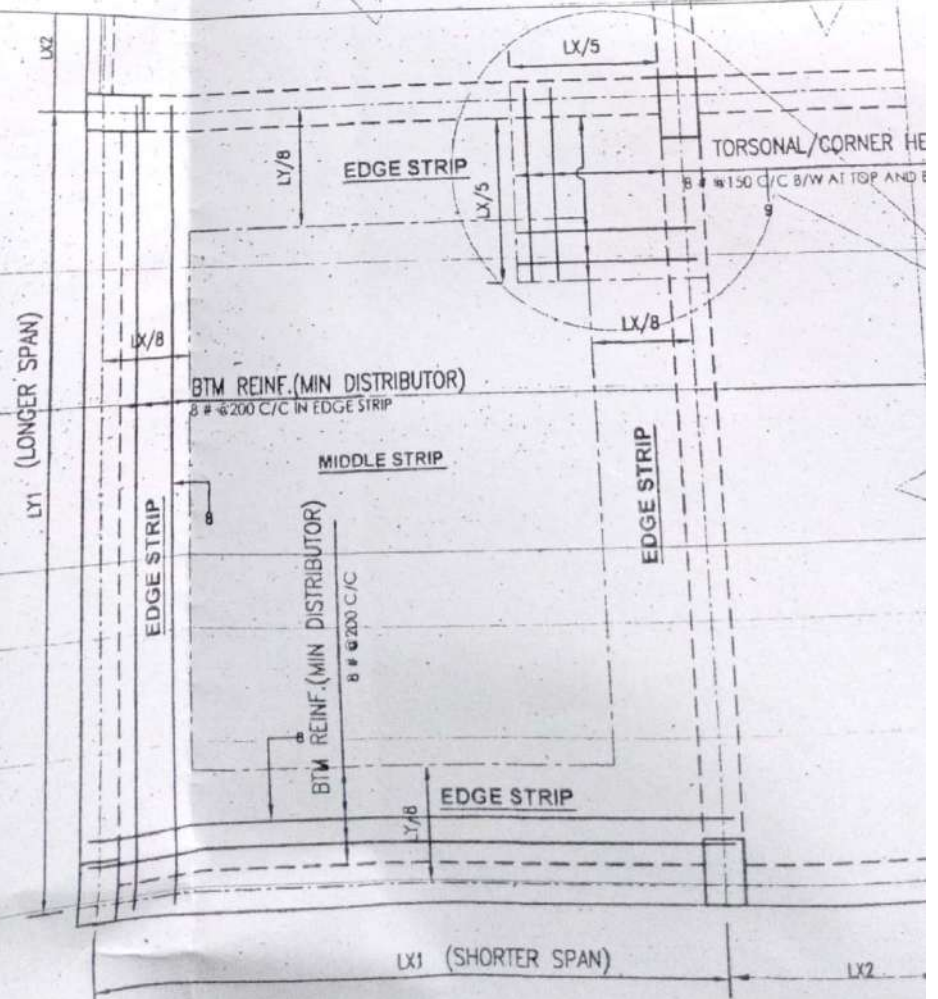 LX2
LX/5
TORSONAL/CORNER HE
8 # @150 C/C B/W AT TOP AND B
9
LY/8
EDGE STRIP
LX/5
LX/8
LX/8
LY1 (LONGER SPAN)
BTM REINF.(MIN DISTRIBUTOR)
8 # @200 C/C IN EDGE STRIP
MIDDLE STRIP
8
EDGE STRIP
EDGE STRIP
BTM REINF.(MIN DISTRIBUTOR)
8 # @200 C/C
8
EDGE STRIP
LY/8
LX1 (SHORTER SPAN)
LX2